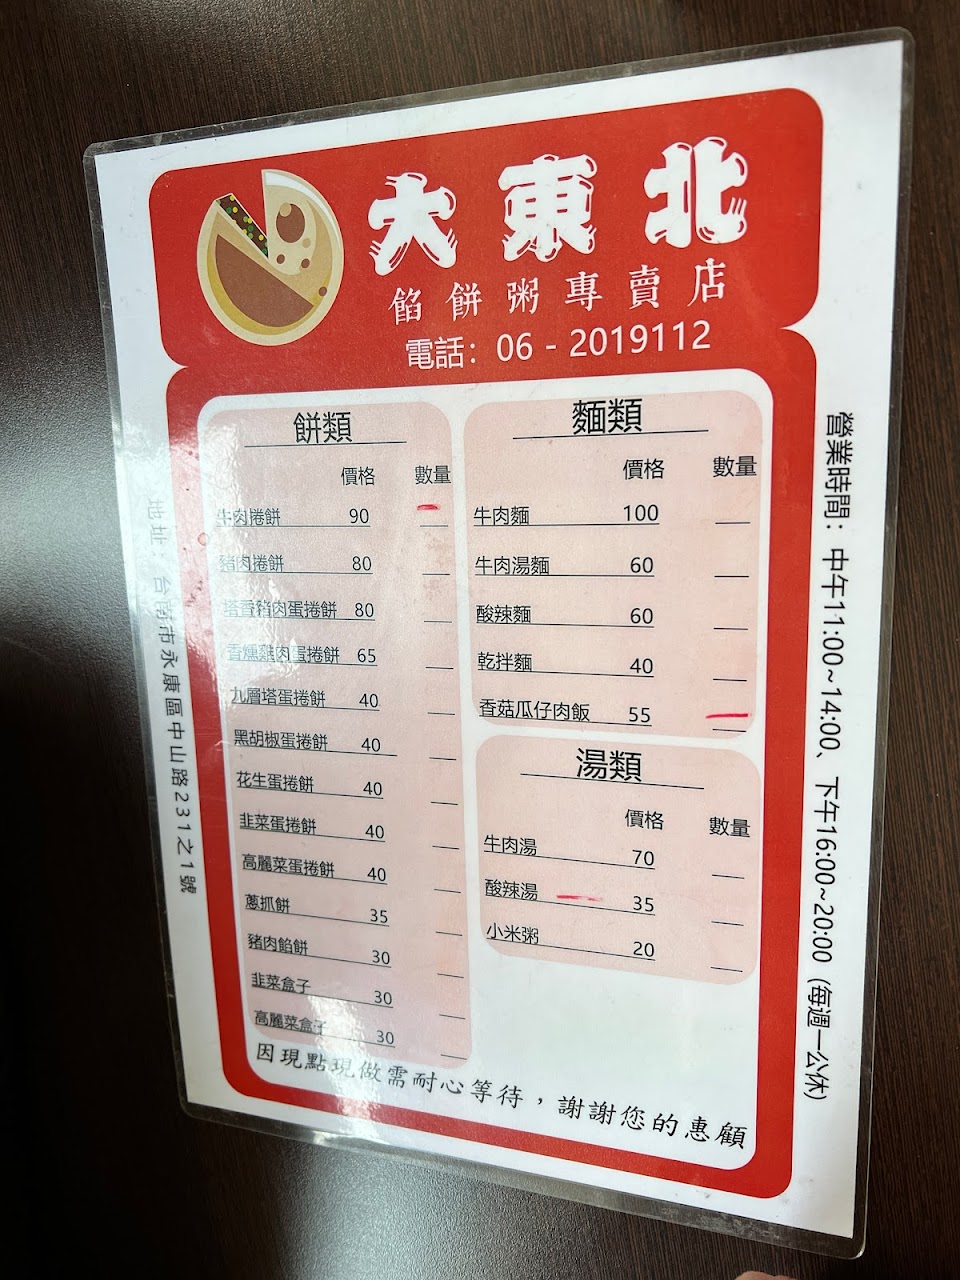 大東北
餡餅粥專賣店
電話：06 - 2019112
餅類
價格 數量
牛肉捲餅 90
豬肉捲餅 80
塔香豬肉蛋捲餅 80
香燻雞肉蛋捲餅 65
九層塔蛋捲餅 40
黑胡椒蛋捲餅 40
花生蛋捲餅 40
韭菜蛋捲餅 40
高麗菜蛋捲餅 40
蔥抓餅 35
豬肉餡餅 30
韭菜盒子 30
高麗菜盒子 30
麵類
價格 數量
牛肉麵 100
牛肉湯麵 60
酸辣麵 60
乾拌麵 40
香菇瓜仔肉飯 55
湯類
價格 數量
牛肉湯 70
酸辣湯 35
小米粥 20
因現點現做需耐心等待，謝謝您的惠顧
營業時間：中午11:00~14:00、下午16:00~20:00 (每週一公休)
地址：台南市永康區中山路231之1號